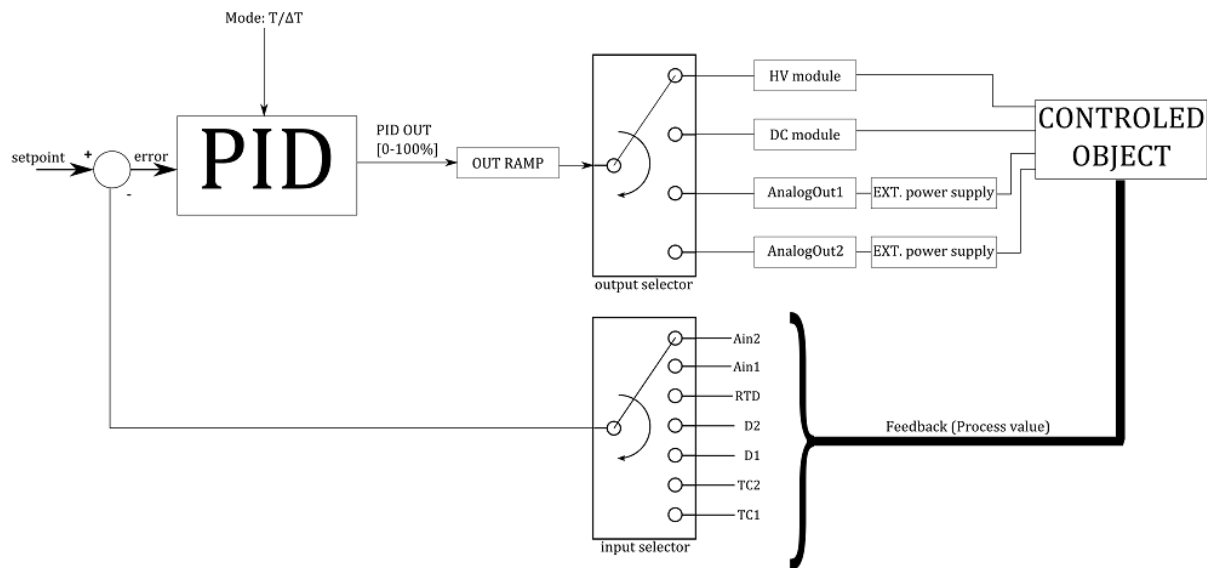 Mode: T/ΔT
setpoint
+
-
error
PID
PID OUT
[0-100%]
OUT RAMP
output selector
HV module
DC module
AnalogOut1
EXT. power supply
AnalogOut2
EXT. power supply
CONTROLED
OBJECT
Ain2
Ain1
RTD
D2
D1
TC2
TC1
input selector
Feedback (Process value)